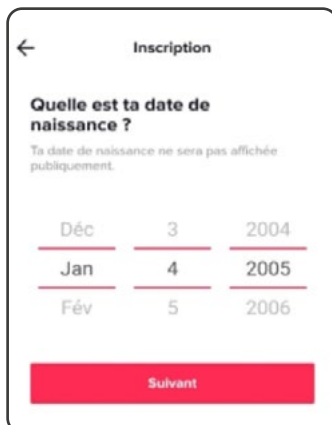 Inscription
Quelle est ta date de
naissance ?
Ta date de naissance ne sera pas affichée
publiquement.
Déc 3 2004
Jan 4 2005
Fév 5 2006
Suivant